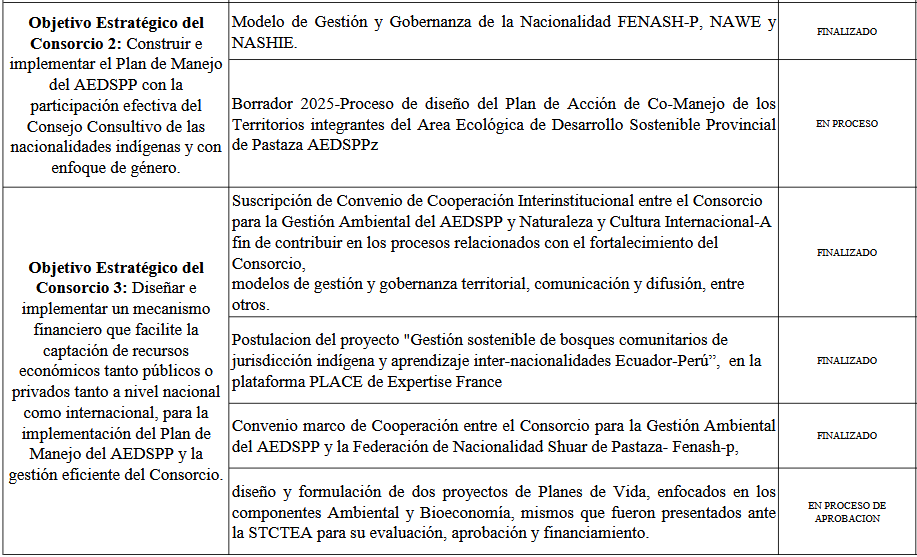 Objetivo Estratégico del
Consorcio 2: Construir e
implementar el Plan de Manejo
del AEDSPP con la
participación efectiva del
Consejo Consultivo de las
nacionalidades indígenas y con
enfoque de género.
Modelo de Gestión y Gobernanza de la Nacionalidad FENASH-P, NAWE y
NASHIE.
FINALIZADO
Borrador 2025-Proceso de diseño del Plan de Acción de Co-Manejo de los
Territorios integrantes del Area Ecológica de Desarrollo Sostenible Provincial
de Pastaza AEDSPPz
EN PROCESO
Objetivo Estratégico del
Consorcio 3: Diseñar e
implementar un mecanismo
financiero que facilite la
captación de recursos
económicos tanto públicos o
privados tanto a nivel nacional
como internacional, para la
implementación del Plan de
Manejo del AEDSPP y la
gestión eficiente del Consorcio.
Suscripción de Convenio de Cooperación Interinstitucional entre el Consorcio
para la Gestión Ambiental del AEDSPP y Naturaleza y Cultura Internacional-A
fin de contribuir en los procesos relacionados con el fortalecimiento del
Consorcio,
modelos de gestión y gobernanza territorial, comunicación y difusión, entre
otros.
FINALIZADO
Postulacion del proyecto "Gestión sostenible de bosques comunitarios de
jurisdicción indígena y aprendizaje inter-nacionalidades Ecuador-Perú”, en la
plataforma PLACE de Expertise France
FINALIZADO
Convenio marco de Cooperación entre el Consorcio para la Gestión Ambiental
del AEDSPP y la Federación de Nacionalidad Shuar de Pastaza- Fenash-p,
FINALIZADO
diseño y formulación de dos proyectos de Planes de Vida, enfocados en los
componentes Ambiental y Bioeconomía, mismos que fueron presentados ante
la STCTEA para su evaluación, aprobación y financiamiento.
EN PROCESO DE
APROBACION